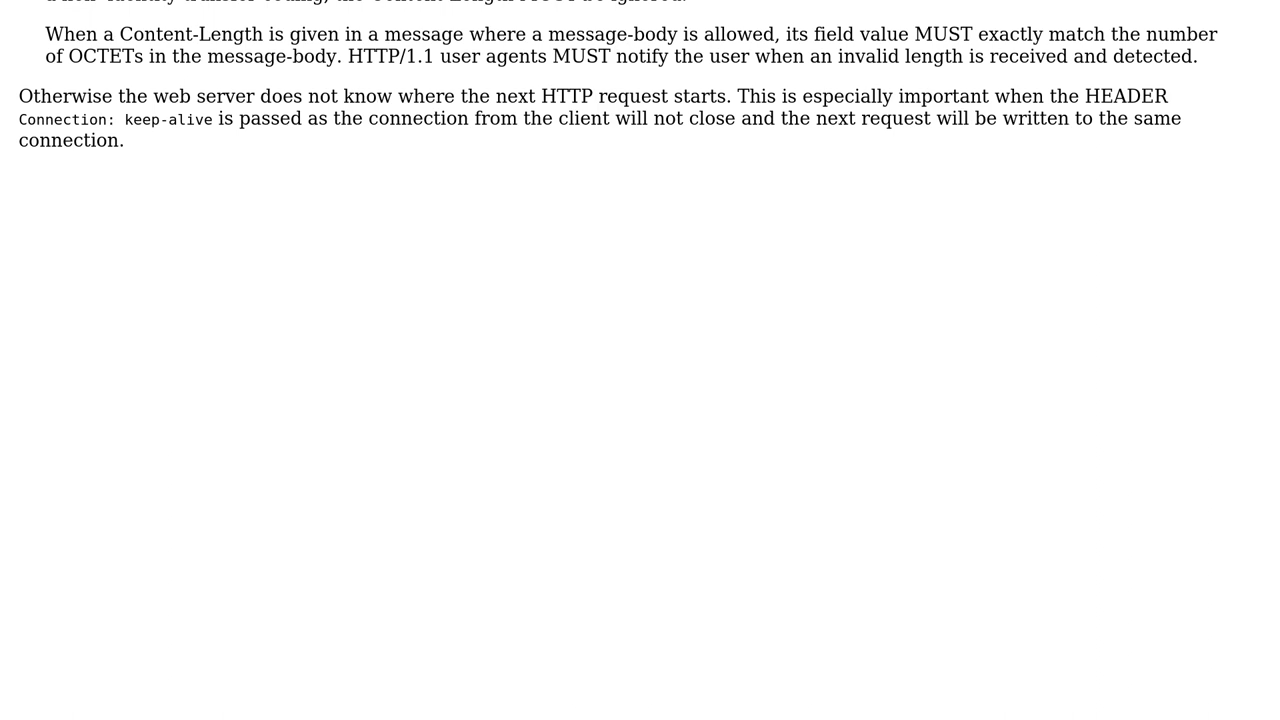 When a Content-Length is given in a message where a message-body is allowed, its field value MUST exactly match the number
of OCTETs in the message-body. HTTP/1.1 user agents MUST notify the user when an invalid length is received and detected.
Otherwise the web server does not know where the next HTTP request starts. This is especially important when the HEADER
Connection: keep-alive is passed as the connection from the client will not close and the next request will be written to the same
connection.